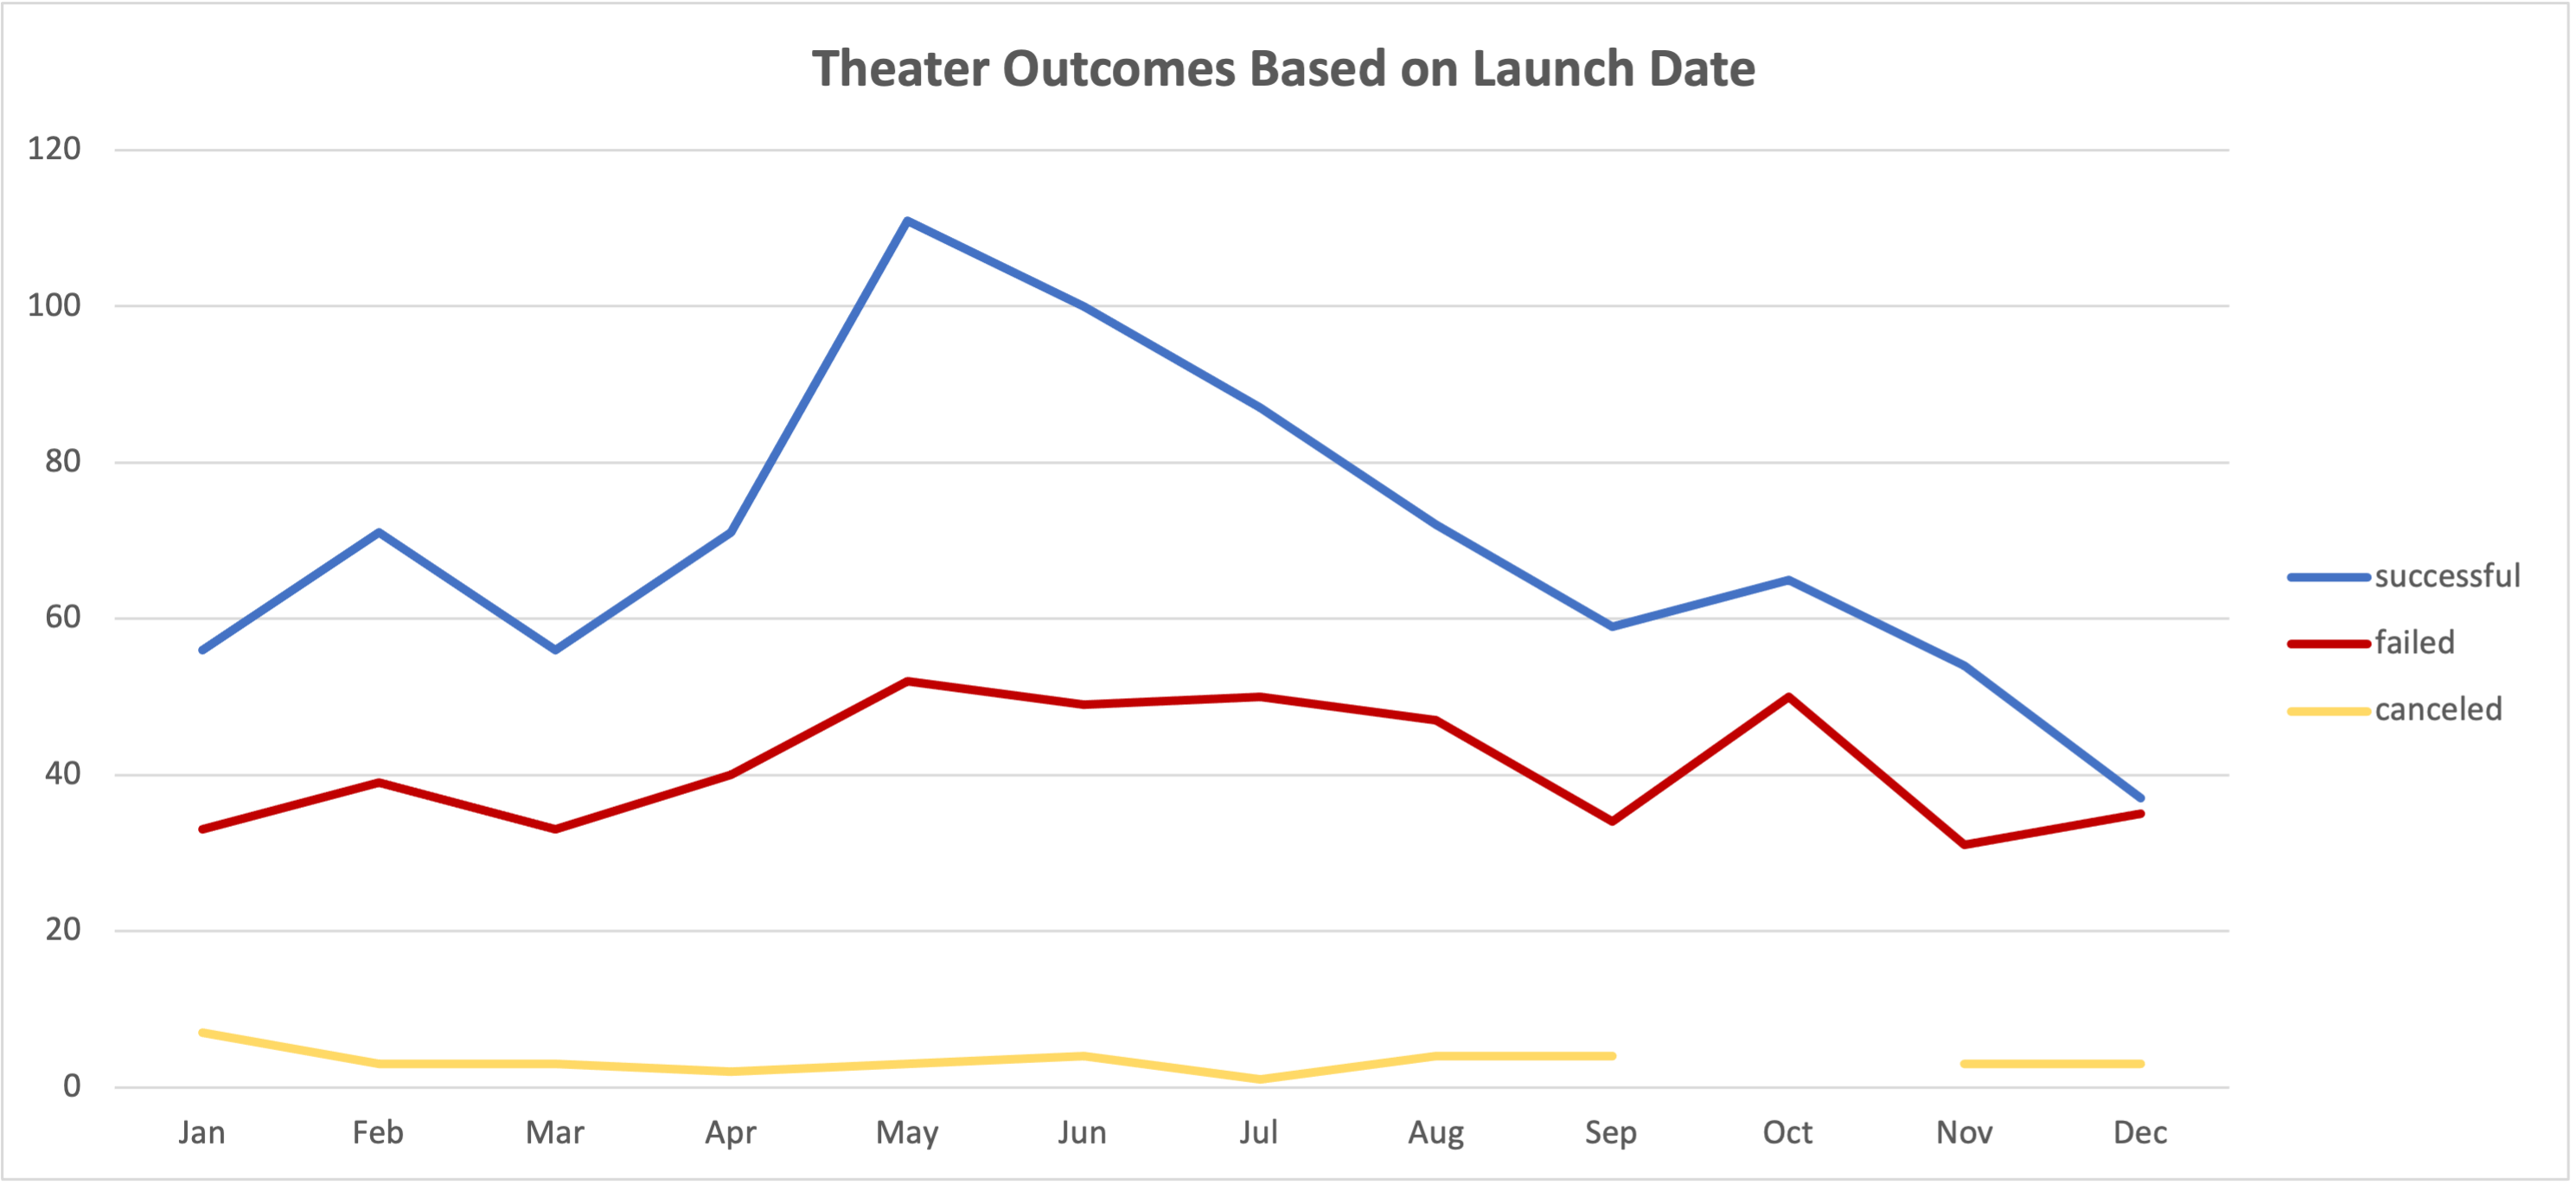 Theater Outcomes Based on Launch Date
120
100
80
60
40
20
0
Jan Feb Mar Apr May Jun Jul Aug Sep Oct Nov Dec
successful
failed
canceled